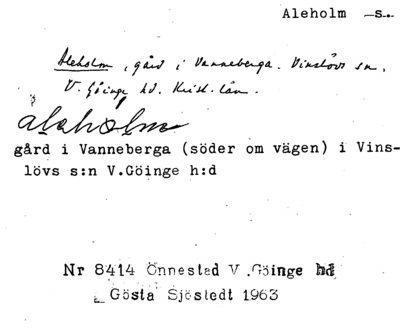 Aleholm —s..
Aleholm, gård i Vanneberga. Vinslövs sn.
V. Göinge hd. Krist. län.
aleholm
gård i Vanneberga (söder om vägen) i Vins-
lövs s:n V.Göinge h:d
Nr 8414 Önnestad V .Göinge hd
Gösta Sjöstedt 1963